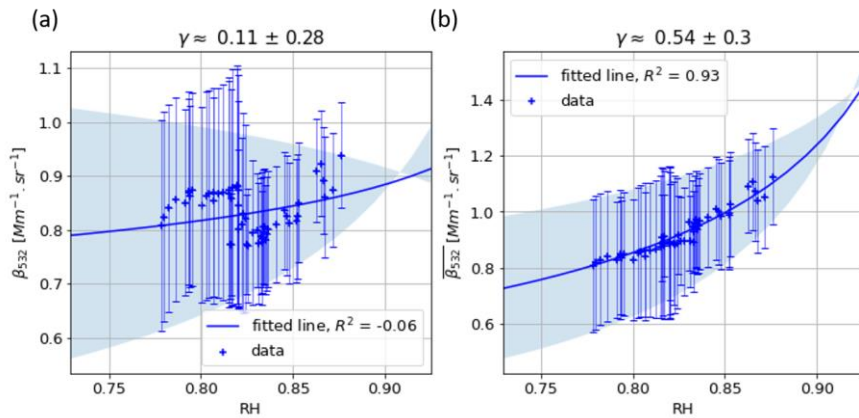 (a)
γ ≈ 0.11 ± 0.28
1.1
1.0
0.9
0.8
0.7
0.6
β532 [Mm−1. sr−1]
fitted line, R2 = -0.06
data
0.75 0.80 0.85 0.90
RH
(b)
γ ≈ 0.54 ± 0.3
fitted line, R2 = 0.93
data
1.4
1.2
1.0
0.8
0.6
β532 [Mm−1. sr−1]
0.75 0.80 0.85 0.90
RH